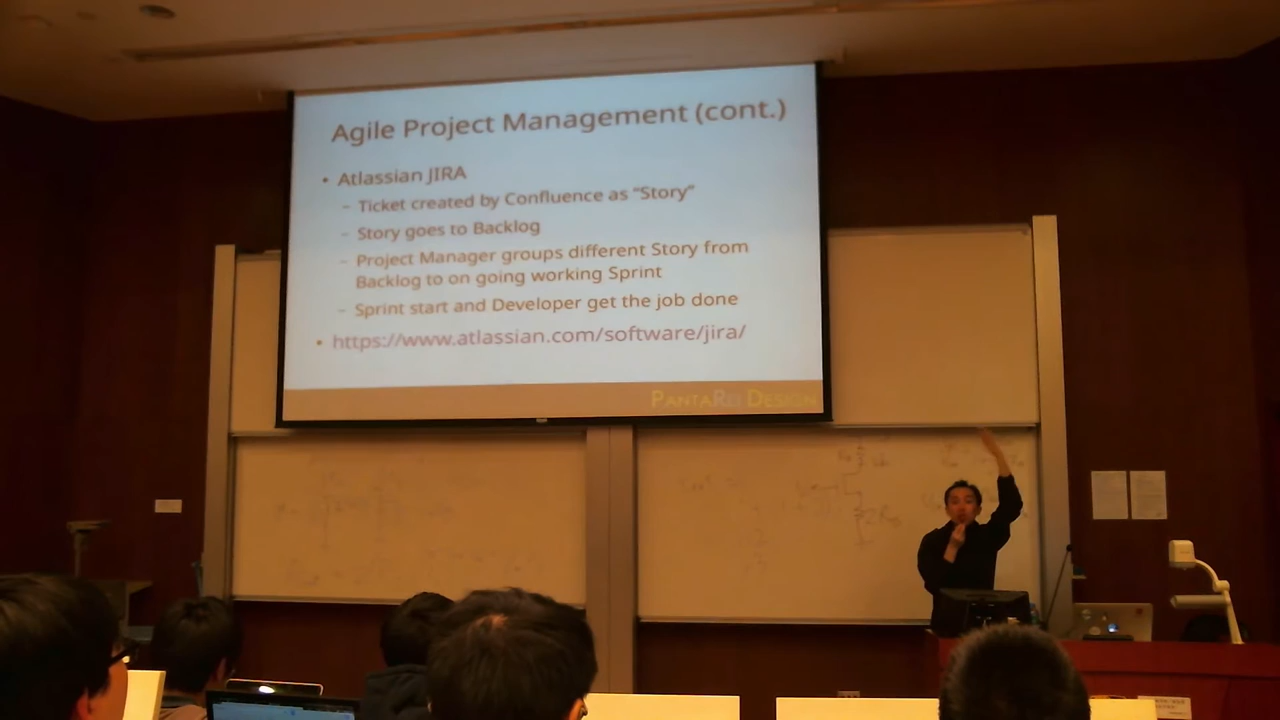 Agile Project Management (cont.)
• Atlassian JIRA
– Ticket created by Confluence as “Story”
– Story goes to Backlog
– Project Manager groups different Story from
Backlog to on going working Sprint
– Sprint start and Developer get the job done
• https://www.atlassian.com/software/jira/
PANTAREI DESIGN